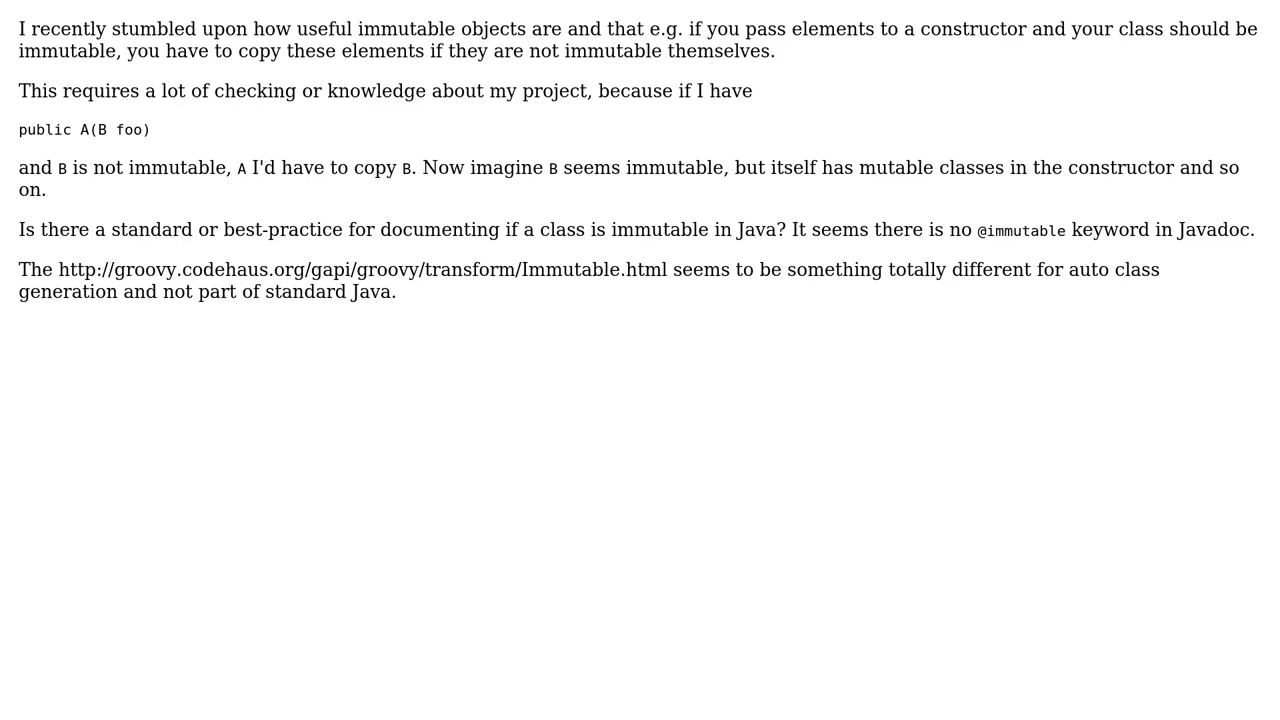 I recently stumbled upon how useful immutable objects are and that e.g. if you pass elements to a constructor and your class should be
immutable, you have to copy these elements if they are not immutable themselves.
This requires a lot of checking or knowledge about my project, because if I have
public A(B foo)
and B is not immutable, A I'd have to copy B. Now imagine B seems immutable, but itself has mutable classes in the constructor and so
on.
Is there a standard or best-practice for documenting if a class is immutable in Java? It seems there is no @immutable keyword in Javadoc.
The http://groovy.codehaus.org/gapi/groovy/transform/Immutable.html seems to be something totally different for auto class
generation and not part of standard Java.